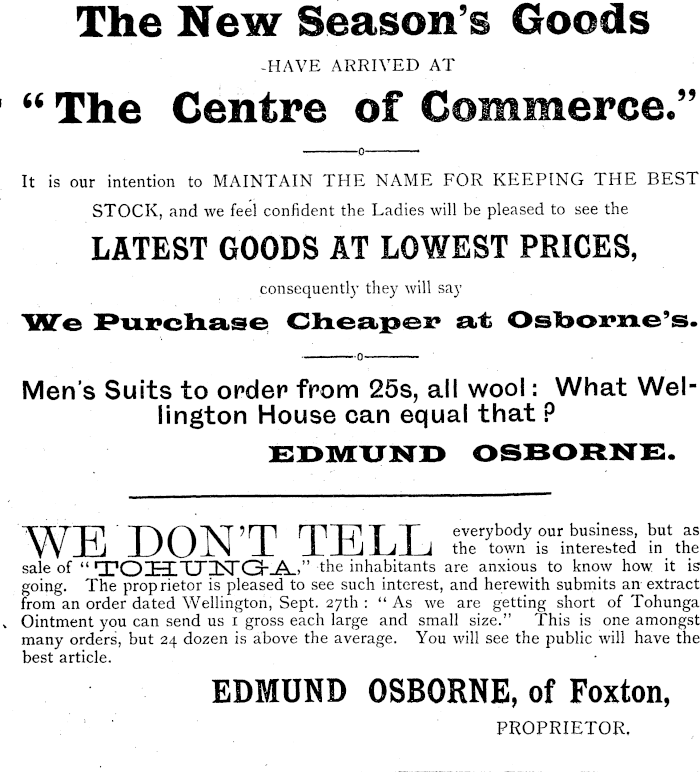 The New Season's Goods
-HAVE ARRIVED AT
"The Centre of Commerce."
It is our intention to MAINTAIN THE NAME FOR KEEPING THE BEST
STOCK, and we feel confident the Ladies will be pleased to see the
LATEST GOODS AT LOWEST PRICES,
consequently they will say
We Purchase Cheaper at Osborne's.
Men's Suits to order from 25s, all wool: What Wel-
lington House can equal that?
EDMUND OSBORNE.
WE DON'T TELL everybody our business, but as
the town is interested in the
sale of "TOHUNGA," the inhabitants are anxious to know how it is
going. The proprietor is pleased to see such interest, and herewith submits an extract
from an order dated Wellington, Sept. 27th: "As we are getting short of Tohunga
Ointment you can send us 1 gross each large and small size." This is one amongst
many orders, but 24 dozen is above the average. You will see the public will have the
best article.
EDMUND OSBORNE, of Foxton,
PROPRIETOR.